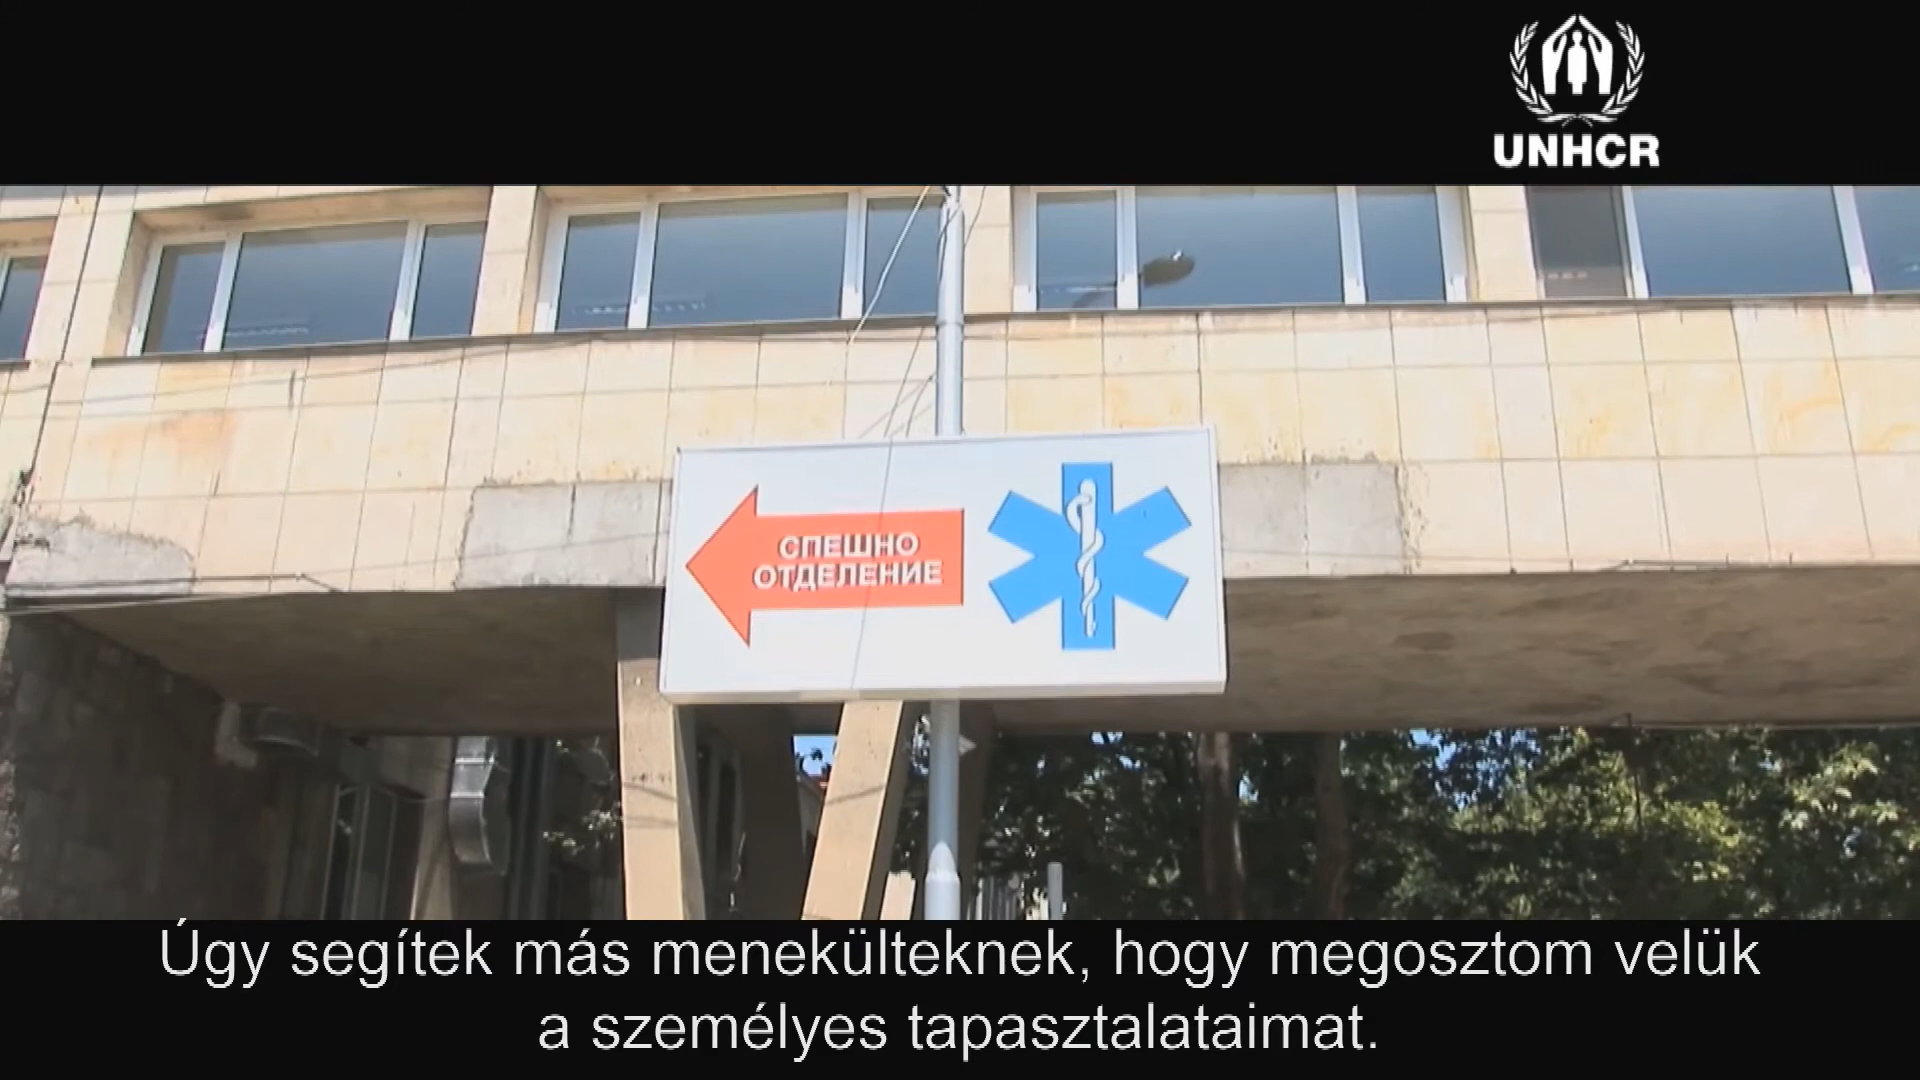 UNHCR
СПЕШНО
ОТДЕЛЕНИЕ
Úgy segítek más menekülteknek, hogy megosztom velük
a személyes tapasztalataimat.